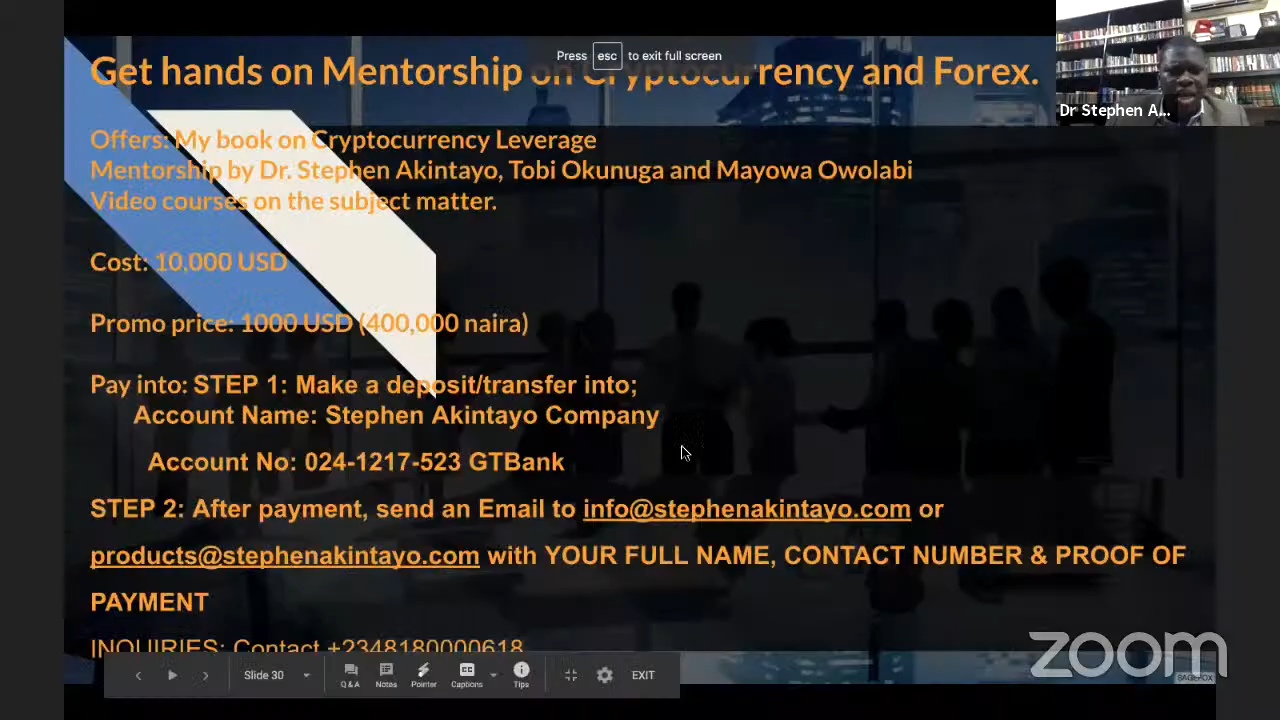 Press esc to exit full screen
Get hands on Mentorship on Cryptocurrency and Forex.
Dr Stephen A...
Offers: My book on Cryptocurrency Leverage
Mentorship by Dr. Stephen Akintayo, Tobi Okunuga and Mayowa Owolabi
Video courses on the subject matter.
Cost: 10,000 USD
Promo price: 1000 USD (400,000 naira)
Pay into: STEP 1: Make a deposit/transfer into;
Account Name: Stephen Akintayo Company
Account No: 024-1217-523 GTBank
STEP 2: After payment, send an Email to info@stephenakintayo.com or
products@stephenakintayo.com with YOUR FULL NAME, CONTACT NUMBER & PROOF OF
PAYMENT
INQUIRIES: Contact +2348180000618
zoom
SAGEFOX
Slide 30
Q & A
Notes
Pointer
Captions
Tips
EXIT